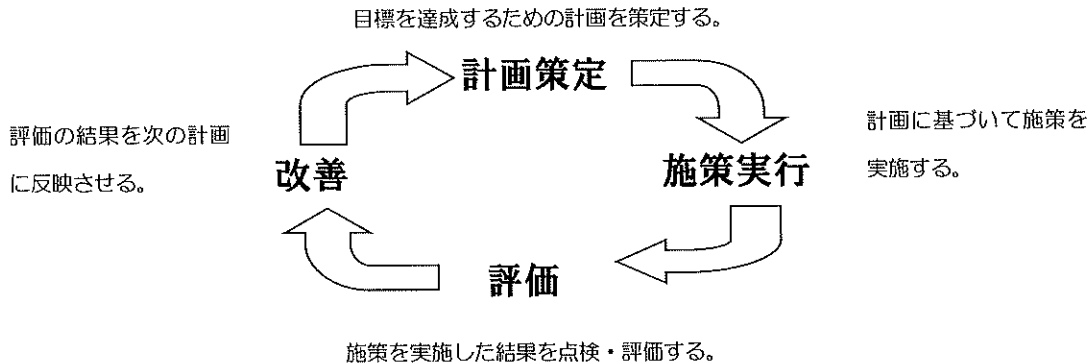 目標を達成するための計画を策定する。
計画策定
計画に基づいて施策を
実施する。
施策実行
評価
施策を実施した結果を点検・評価する。
改善
評価の結果を次の計画
に反映させる。